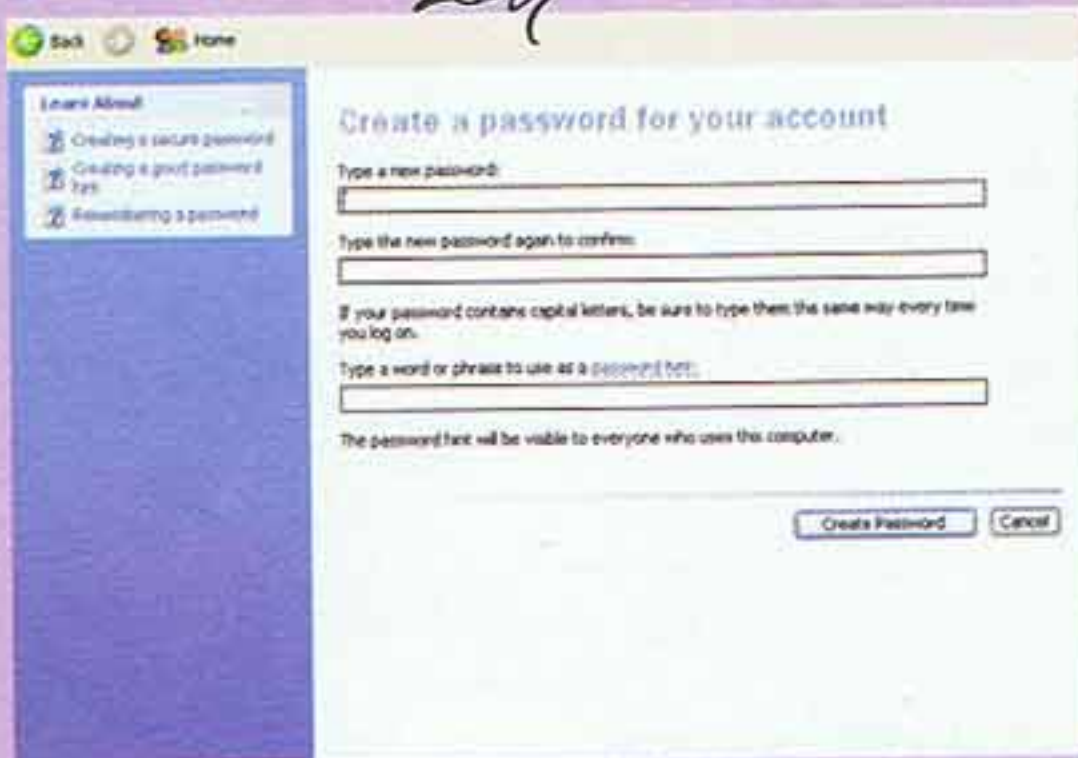 Back Home
Learn About
Creating a secure password
Creating a good password
hint
Remembering a password
Create a password for your account
Type a new password:
Type the new password again to confirm:
If your password contains capital letters, be sure to type them the same way every time
you log on.
Type a word or phrase to use as a password hint:
The password hint will be visible to everyone who uses this computer.
Create Password Cancel